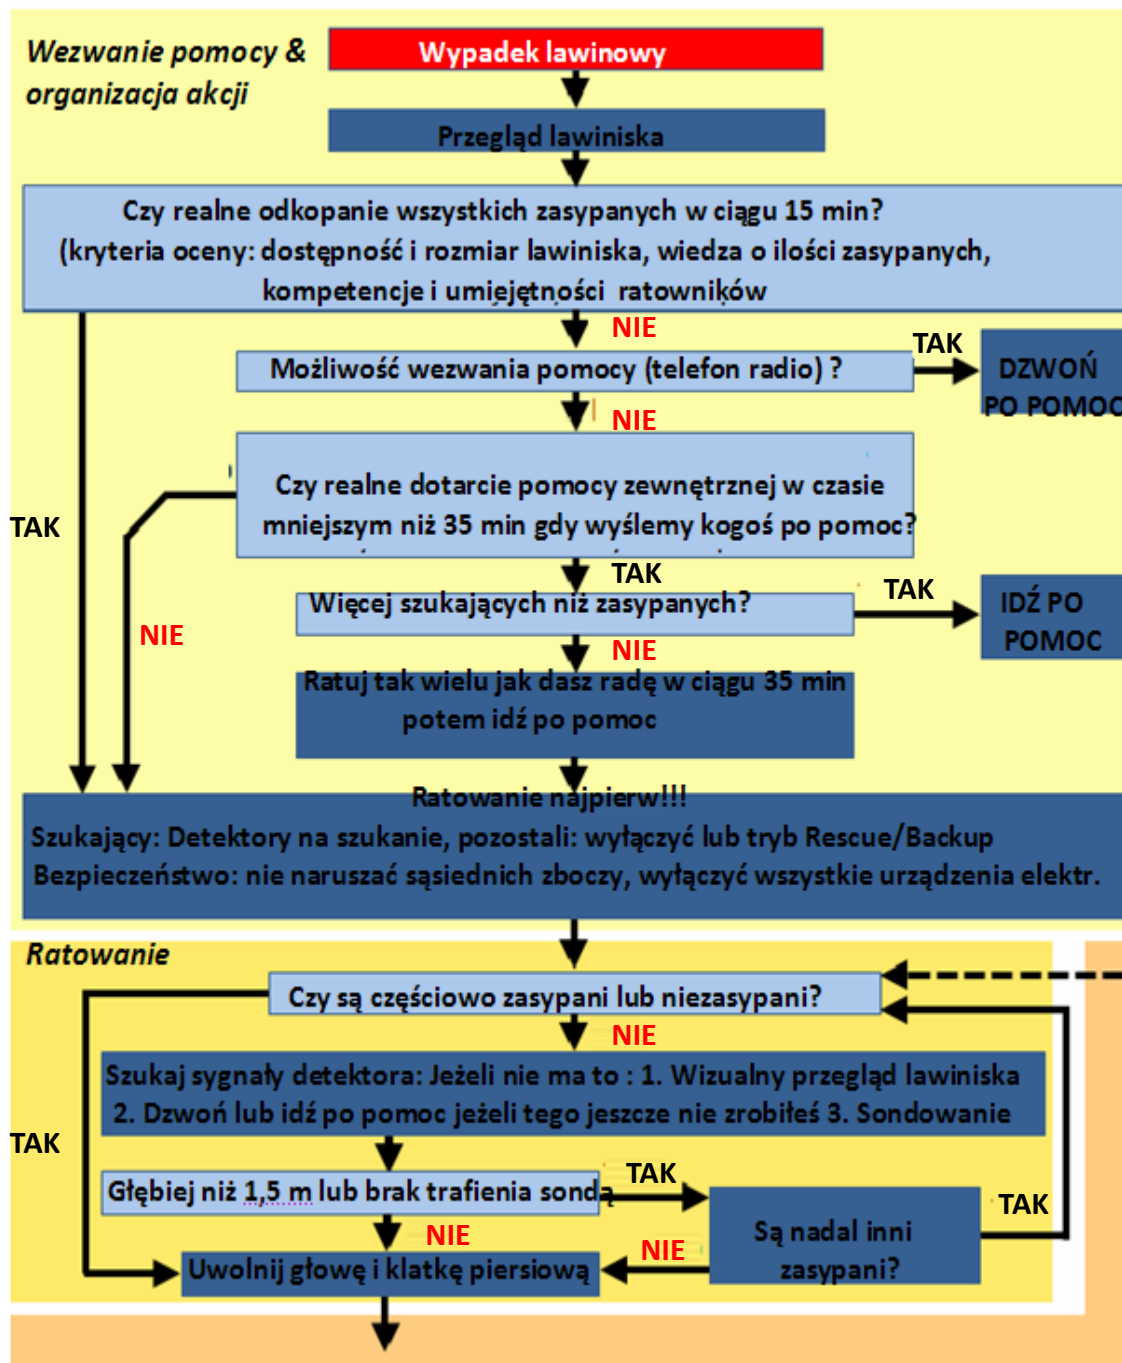 Wezwanie pomocy &
organizacja akcji
Wypadek lawinowy
Przegląd lawiniska
Czy realne odkopanie wszystkich zasypanych w ciągu 15 min?
(kryteria oceny: dostępność i rozmiar lawiniska, wiedza o ilości zasypanych,
kompetencje i umiejętności ratowników
NIE
TAK
Możliwość wezwania pomocy (telefon radio) ?
DZWOŃ
PO POMOC
NIE
Czy realne dotarcie pomocy zewnętrznej w czasie
mniejszym niż 35 min gdy wyślemy kogoś po pomoc?
TAK
TAK
TAK
Więcej szukających niż zasypanych?
IDŹ PO
POMOC
NIE
NIE
Ratuj tak wielu jak dasz radę w ciągu 35 min
potem idź po pomoc
Ratowanie najpierw!!!
Szukający: Detektory na szukanie, pozostali: wyłączyć lub tryb Rescue/Backup
Bezpieczeństwo: nie naruszać sąsiednich zboczy, wyłączyć wszystkie urządzenia elektr.
Ratowanie
Czy są częściowo zasypani lub niezasypani?
NIE
Szukaj sygnały detektora: Jeżeli nie ma to : 1. Wizualny przegląd lawiniska
2. Dzwoń lub idź po pomoc jeżeli tego jeszcze nie zrobiłeś 3. Sondowanie
TAK
TAK
Głębiej niż 1,5 m lub brak trafienia sondą
TAK
Są nadal inni
zasypani?
NIE
NIE
Uwolnij głowę i klatkę piersiową